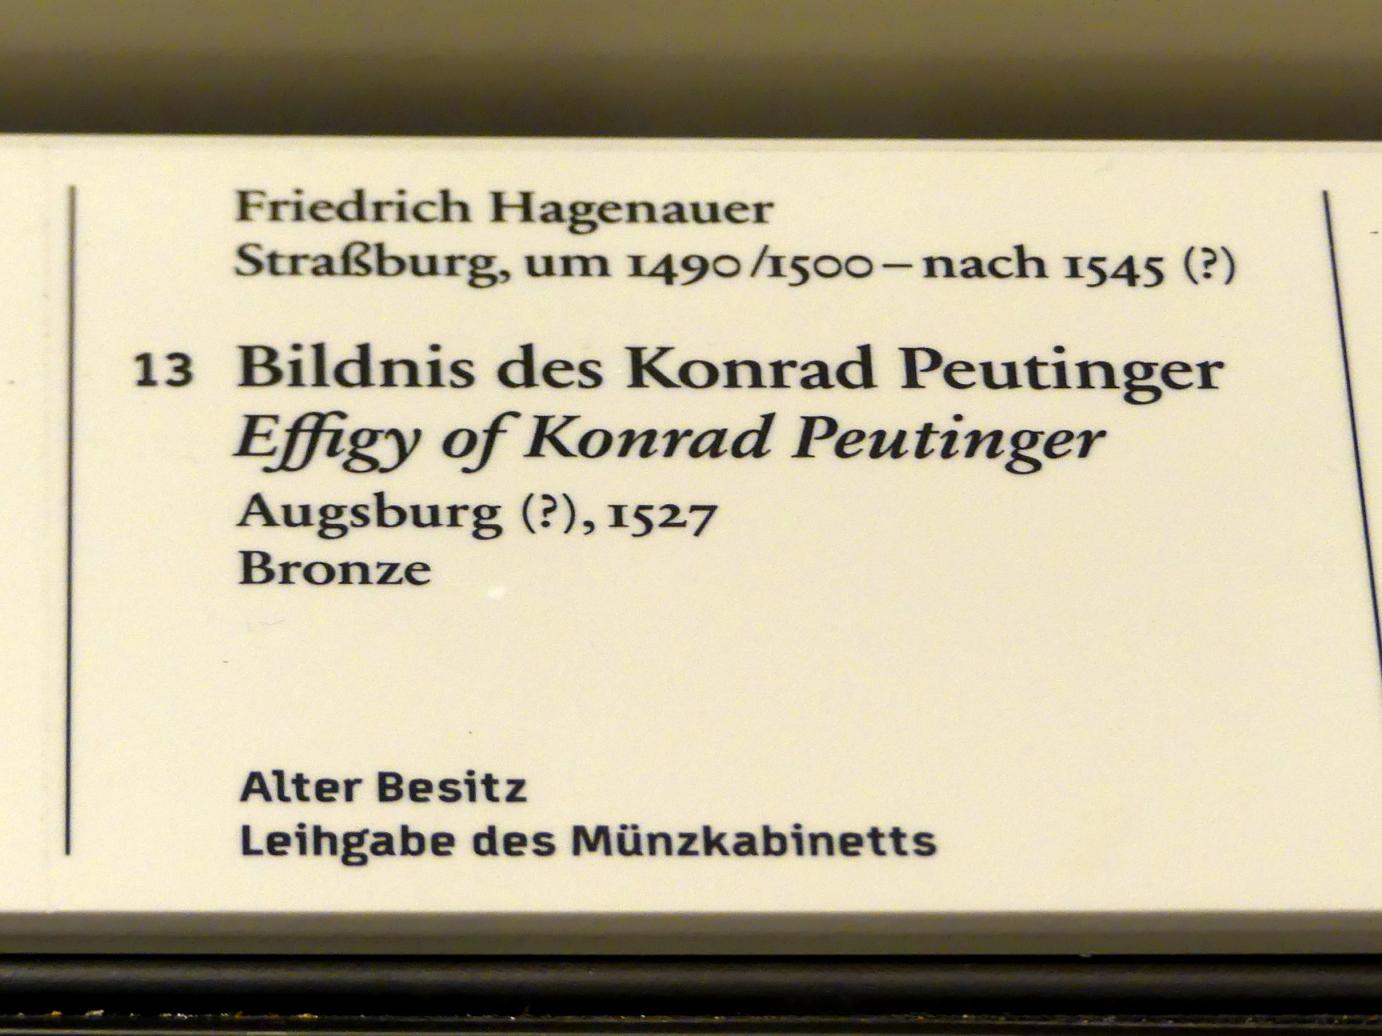 Friedrich Hagenauer
Straßburg, um 1490/1500 – nach 1545 (?)
13 Bildnis des Konrad Peutinger
Effigy of Konrad Peutinger
Augsburg (?), 1527
Bronze
Alter Besitz
Leihgabe des Münzkabinetts